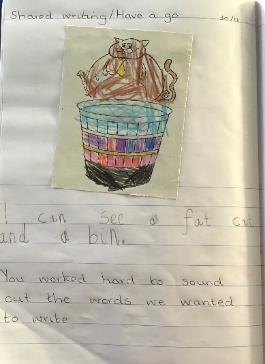 Shared writing/Have a go
I can see a fat cat
and a bin.
You worked hard to sound
out the words we wanted
to write